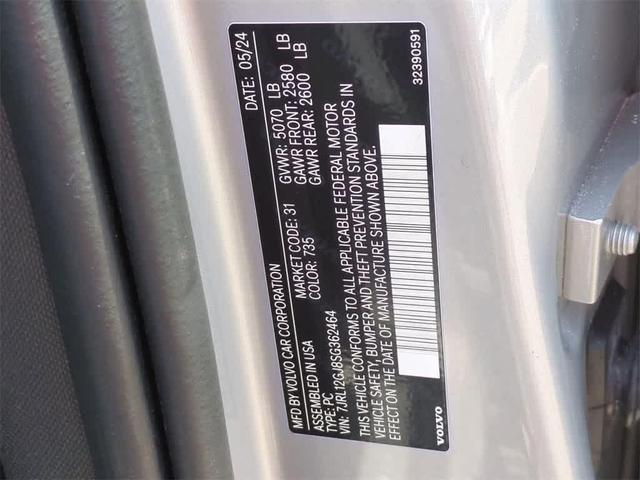 MFD BY VOLVO CAR CORPORATION DATE: 05/24
ASSEMBLED IN USA MARKET CODE: 31 GVWR: 5070 LB
TYPE: PC COLOR: 735 GAWR FRONT: 2580 LB
VIN: 7JRL12GJ8SG362464 GAWR REAR: 2600 LB
THIS VEHICLE CONFORMS TO ALL APPLICABLE FEDERAL MOTOR
VEHICLE SAFETY, BUMPER AND THEFT PREVENTION STANDARDS IN
EFFECT ON THE DATE OF MANUFACTURE SHOWN ABOVE.
VOLVO 32390591